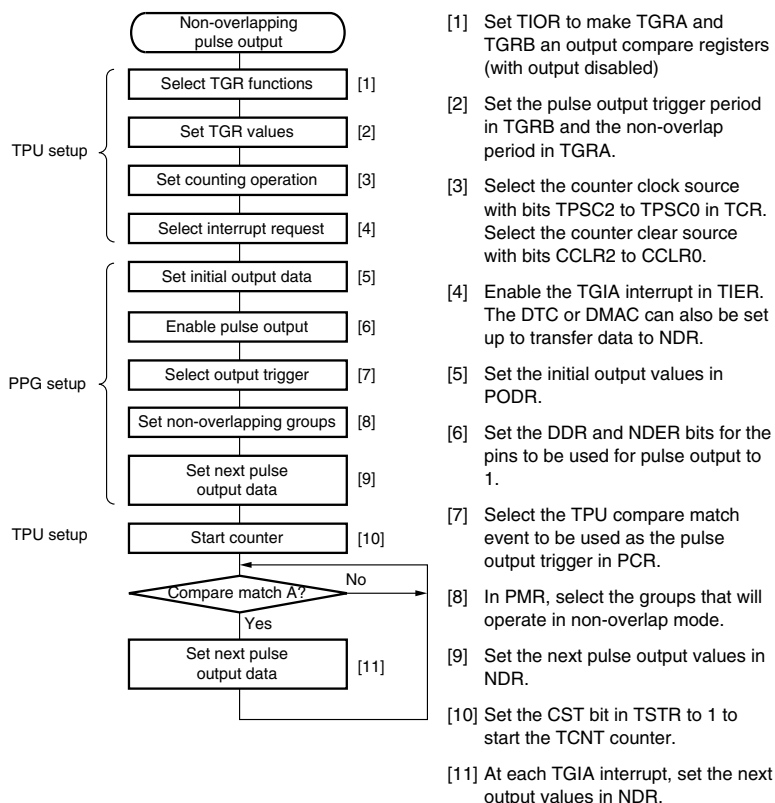 Non-overlapping
pulse output
TPU setup
Select TGR functions [1]
Set TGR values [2]
Set counting operation [3]
Select interrupt request [4]
PPG setup
Set initial output data [5]
Enable pulse output [6]
Select output trigger [7]
Set non-overlapping groups [8]
Set next pulse
output data [9]
TPU setup
Start counter [10]
Compare match A? No
Yes
Set next pulse
output data [11]
[1] Set TIOR to make TGRA and
TGRB an output compare registers
(with output disabled)
[2] Set the pulse output trigger period
in TGRB and the non-overlap
period in TGRA.
[3] Select the counter clock source
with bits TPSC2 to TPSC0 in TCR.
Select the counter clear source
with bits CCLR2 to CCLR0.
[4] Enable the TGIA interrupt in TIER.
The DTC or DMAC can also be set
up to transfer data to NDR.
[5] Set the initial output values in
PODR.
[6] Set the DDR and NDER bits for the
pins to be used for pulse output to
1.
[7] Select the TPU compare match
event to be used as the pulse
output trigger in PCR.
[8] In PMR, select the groups that will
operate in non-overlap mode.
[9] Set the next pulse output values in
NDR.
[10] Set the CST bit in TSTR to 1 to
start the TCNT counter.
[11] At each TGIA interrupt, set the next
output values in NDR.